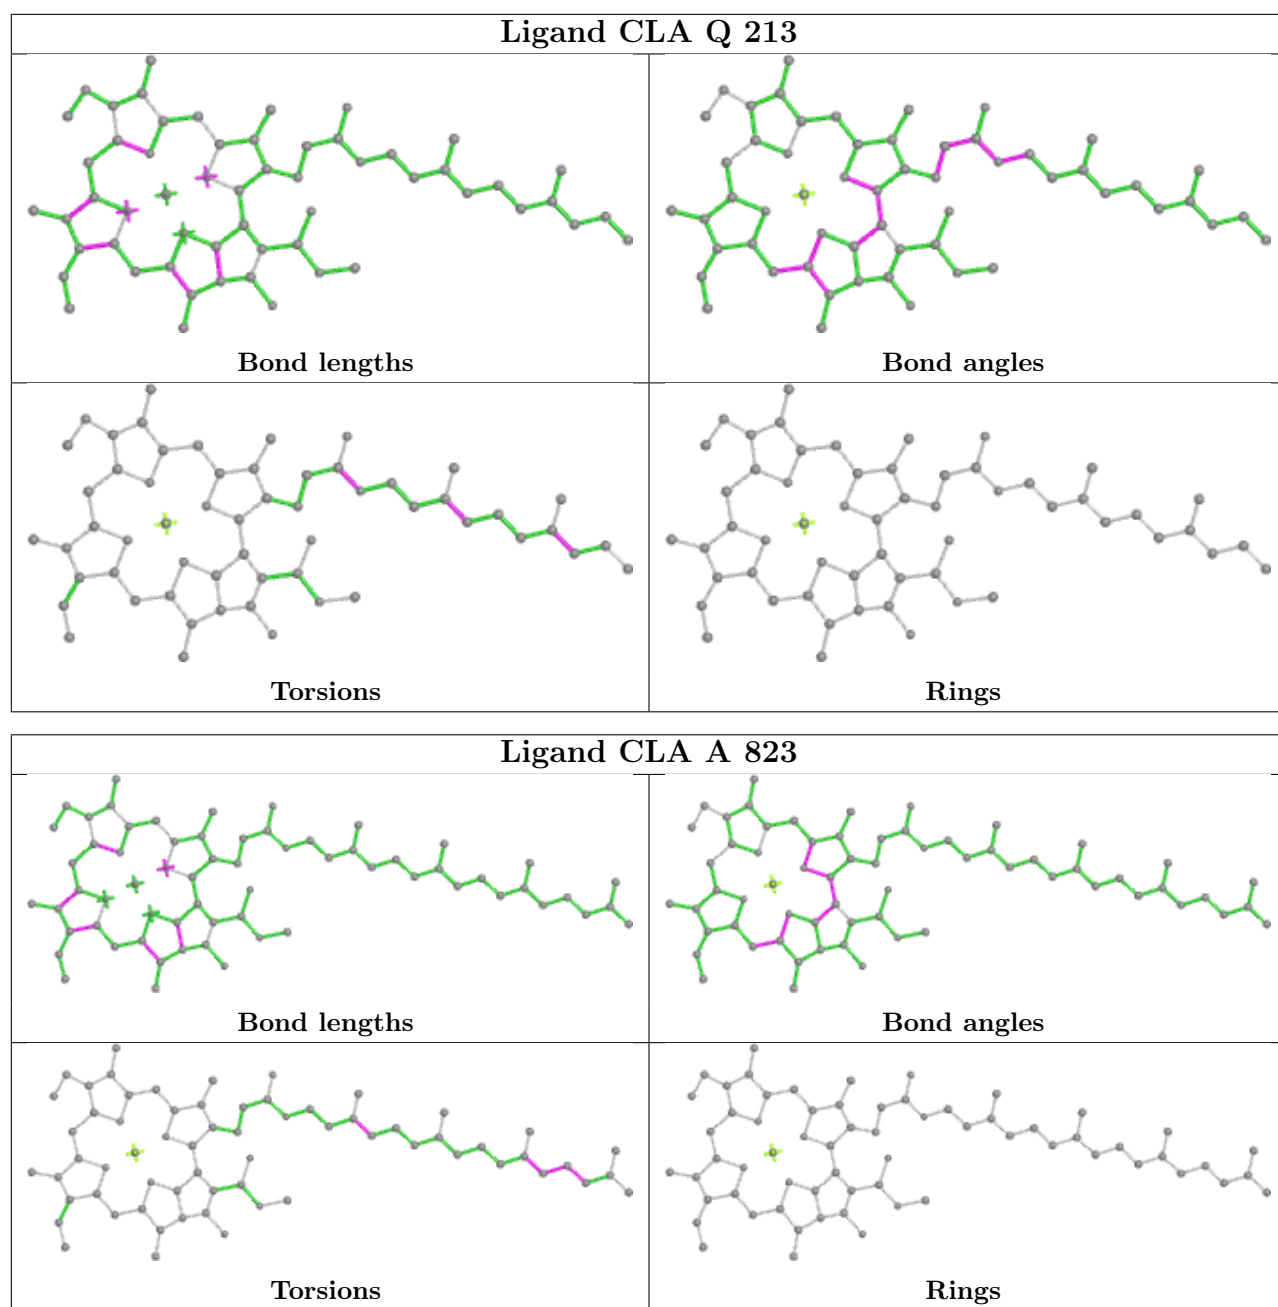 Ligand CLA Q 213
Bond lengths
Bond angles
Torsions
Rings
Ligand CLA A 823
Bond lengths
Bond angles
Torsions
Rings